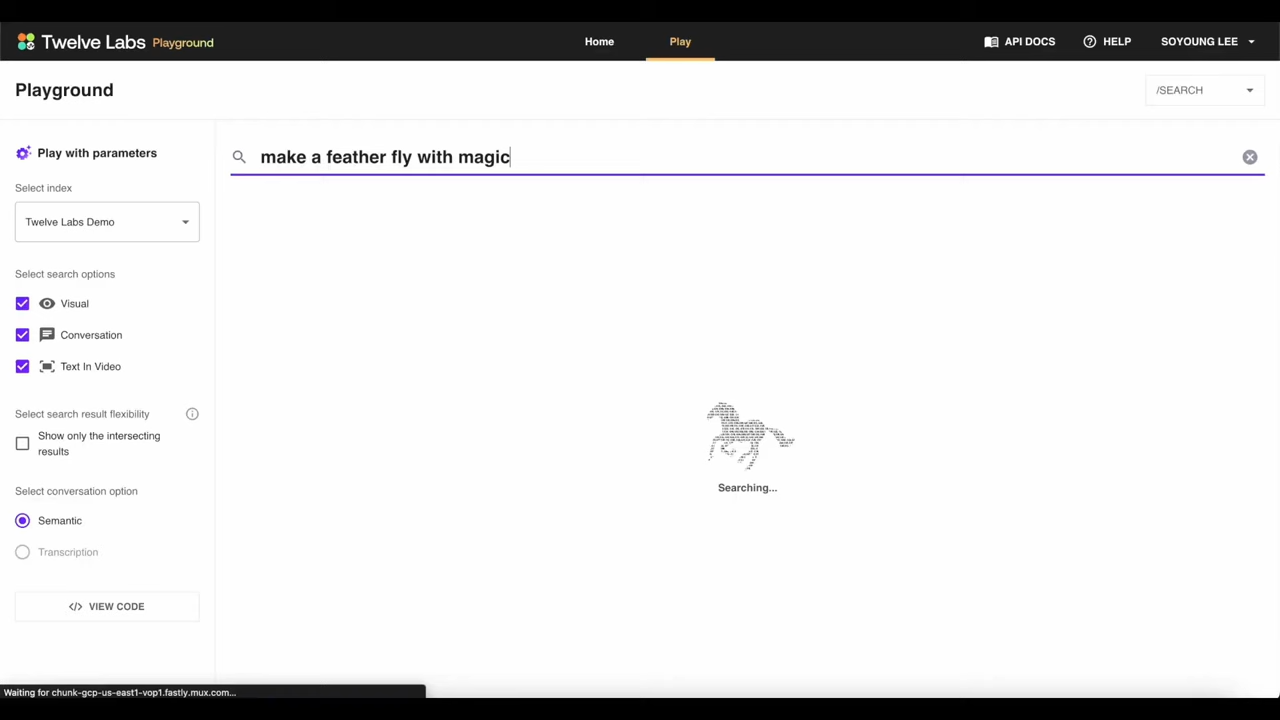 Twelve Labs Playground
Home
Play
API DOCS
HELP
SOYOUNG LEE
Playground
/SEARCH
Play with parameters
make a feather fly with magic
Select index
Twelve Labs Demo
Select search options
Visual
Conversation
Text In Video
Select search result flexibility
Show only the intersecting
results
Select conversation option
Semantic
Transcription
</> VIEW CODE
Searching...
Waiting for chunk-gcp-us-east1-vop1.fastly.mux.com...